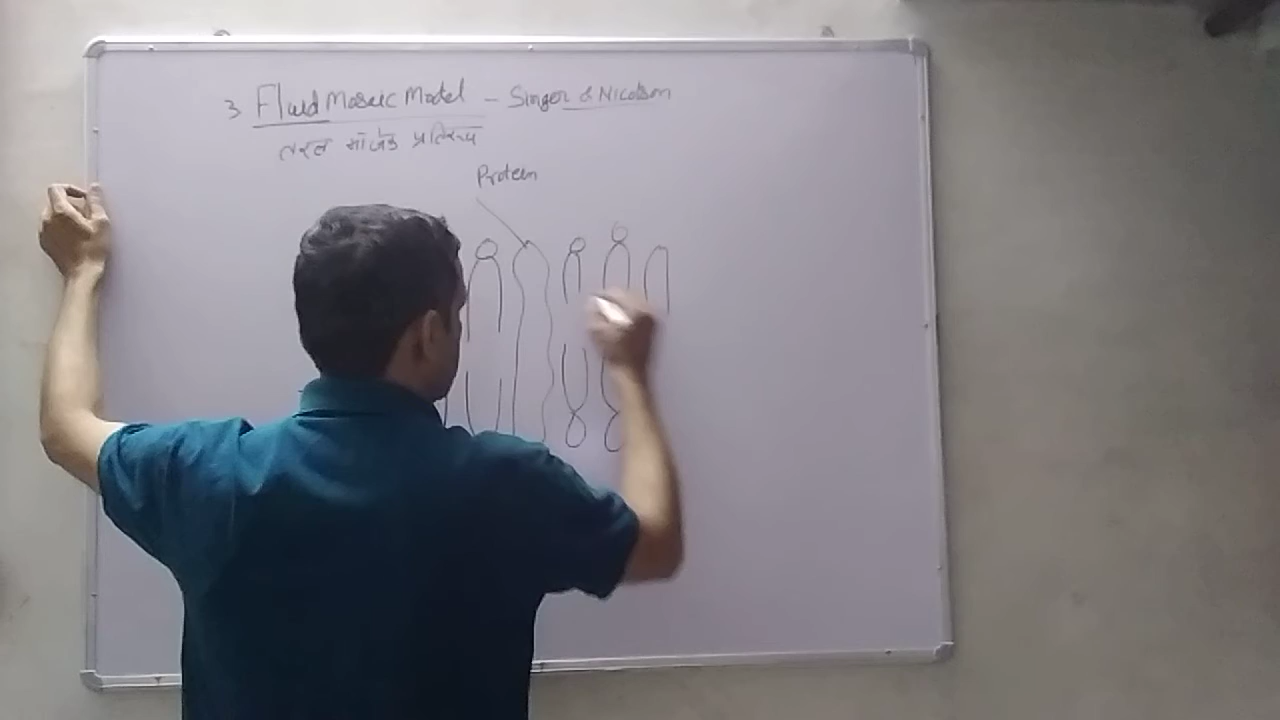 3 Fluid Mosaic Model – Singer & Nicolson
तरल मॉजेक प्रतिरूप
Protein